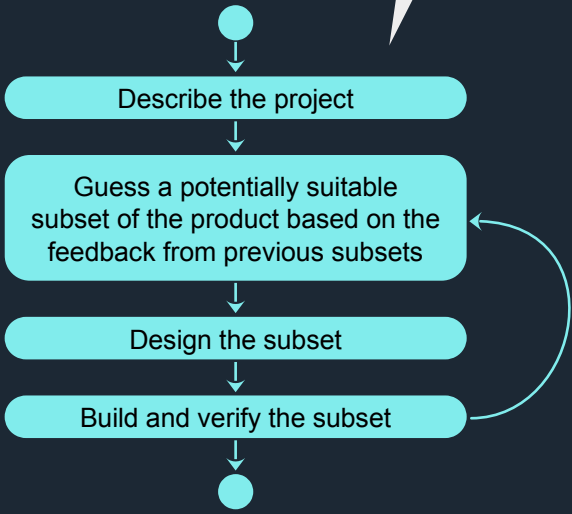 Describe the project
Guess a potentially suitable
subset of the product based on the
feedback from previous subsets
Design the subset
Build and verify the subset